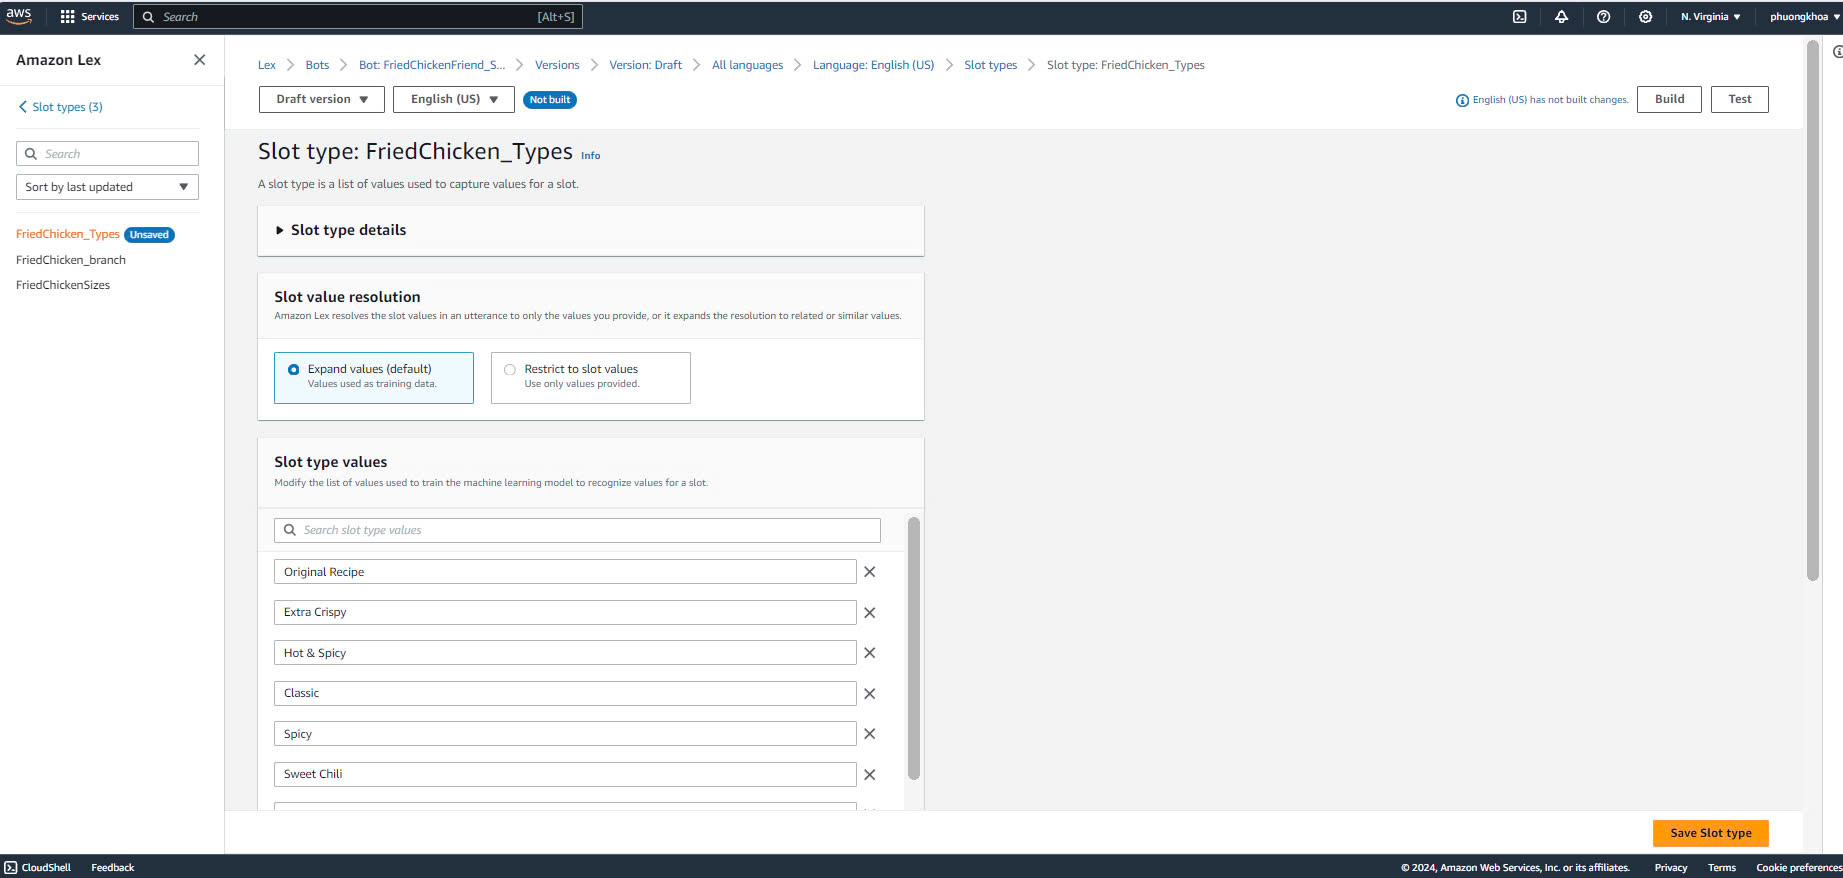 aws
Services
Search
[Alt+S]
N. Virginia
phuongkhoa
Amazon Lex
Slot types (3)
Search
Sort by last updated
FriedChicken_Types Unsaved
FriedChicken_branch
FriedChickenSizes
Lex Bots Bot: FriedChickenFriend_S... Versions Version: Draft All languages Language: English (US) Slot types Slot type: FriedChicken_Types
Draft version English (US) Not built
English (US) has not built changes. Build Test
Slot type: FriedChicken_Types Info
A slot type is a list of values used to capture values for a slot.
Slot type details
Slot value resolution
Amazon Lex resolves the slot values in an utterance to only the values you provide, or it expands the resolution to related or similar values.
Expand values (default)
Values used as training data.
Restrict to slot values
Use only values provided.
Slot type values
Modify the list of values used to train the machine learning model to recognize values for a slot.
Search slot type values
Original Recipe
Extra Crispy
Hot & Spicy
Classic
Spicy
Sweet Chili
Save Slot type
CloudShell Feedback
© 2024, Amazon Web Services, Inc. or its affiliates. Privacy Terms Cookie preferences